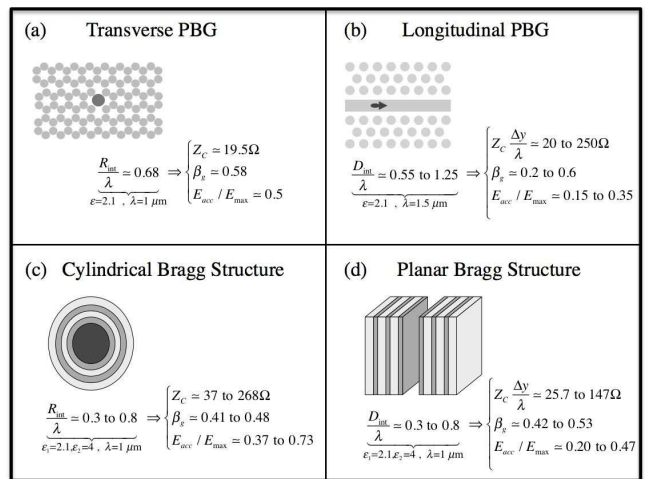 (a) Transverse PBG
R_int/λ ≃ 0.68 ⇒ { Z_C ≃ 19.5Ω
β_g ≃ 0.58
E_acc / E_max ≃ 0.5
ε=2.1 , λ=1 μm
(b) Longitudinal PBG
D_int/λ ≃ 0.55 to 1.25 ⇒ { Z_C Δy/λ ≃ 20 to 250Ω
β_g ≃ 0.2 to 0.6
E_acc / E_max ≃ 0.15 to 0.35
ε=2.1 , λ=1.5 μm
(c) Cylindrical Bragg Structure
R_int/λ ≃ 0.3 to 0.8 ⇒ { Z_C ≃ 37 to 268Ω
β_g ≃ 0.41 to 0.48
E_acc / E_max ≃ 0.37 to 0.73
ε₁=2.1,ε₂=4 , λ=1 μm
(d) Planar Bragg Structure
D_int/λ ≃ 0.3 to 0.8 ⇒ { Z_C Δy/λ ≃ 25.7 to 147Ω
β_g ≃ 0.42 to 0.53
E_acc / E_max ≃ 0.20 to 0.47
ε₁=2.1,ε₂=4 , λ=1 μm